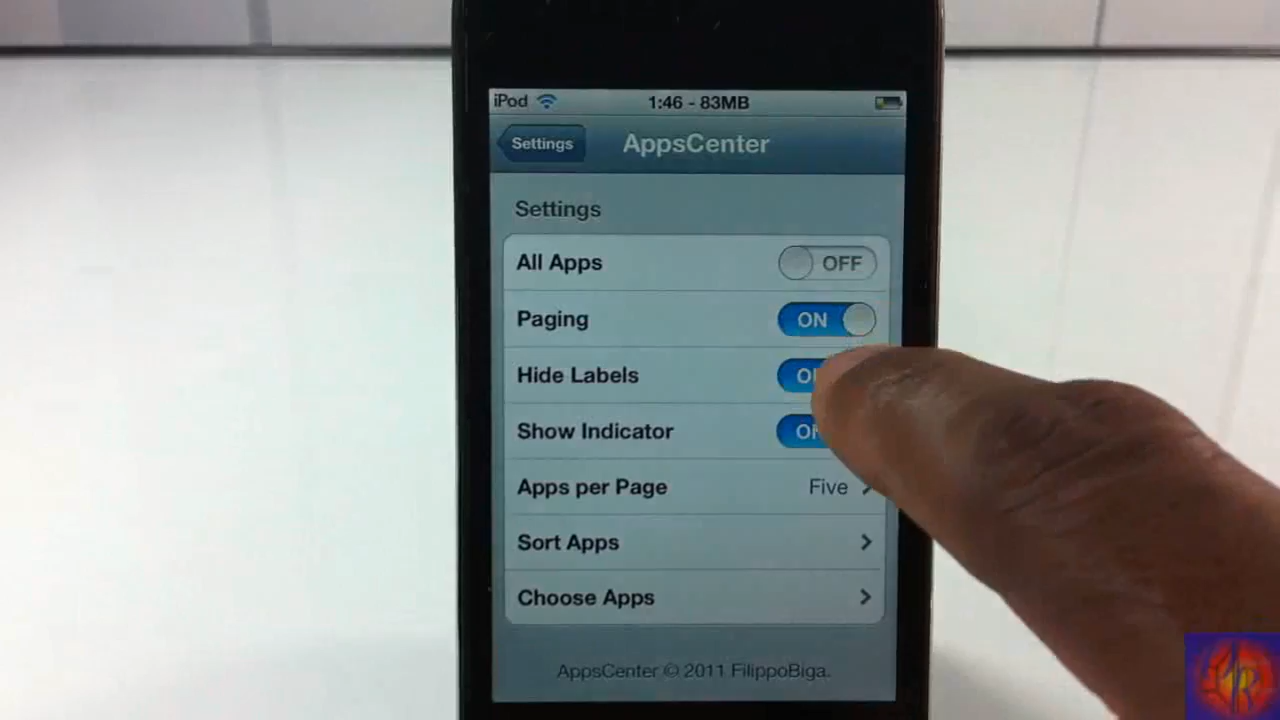 iPod 1:46 - 83MB
Settings AppsCenter
Settings
All Apps OFF
Paging ON
Hide Labels
Show Indicator
Apps per Page Five
Sort Apps
Choose Apps
AppsCenter © 2011 FilippoBiga.